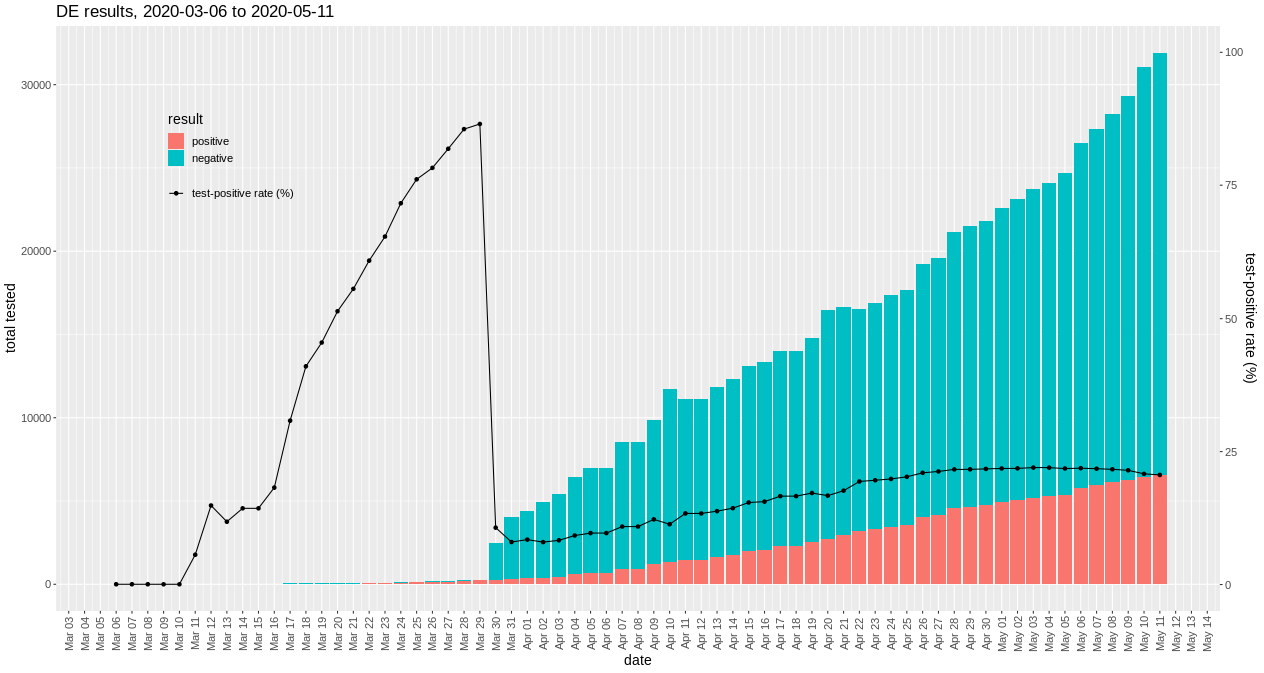 DE results, 2020-03-06 to 2020-05-11
total tested
30000
20000
10000
0
result
positive
negative
test-positive rate (%)
100
75
50
25
0
test-positive rate (%)
Mar 03
Mar 04
Mar 05
Mar 06
Mar 07
Mar 08
Mar 09
Mar 10
Mar 11
Mar 12
Mar 13
Mar 14
Mar 15
Mar 16
Mar 17
Mar 18
Mar 19
Mar 20
Mar 21
Mar 22
Mar 23
Mar 24
Mar 25
Mar 26
Mar 27
Mar 28
Mar 29
Mar 30
Mar 31
Apr 01
Apr 02
Apr 03
Apr 04
Apr 05
Apr 06
Apr 07
Apr 08
Apr 09
Apr 10
Apr 11
Apr 12
Apr 13
Apr 14
Apr 15
Apr 16
Apr 17
Apr 18
Apr 19
Apr 20
Apr 21
Apr 22
Apr 23
Apr 24
Apr 25
Apr 26
Apr 27
Apr 28
Apr 29
Apr 30
May 01
May 02
May 03
May 04
May 05
May 06
May 07
May 08
May 09
May 10
May 11
May 12
May 13
May 14
date